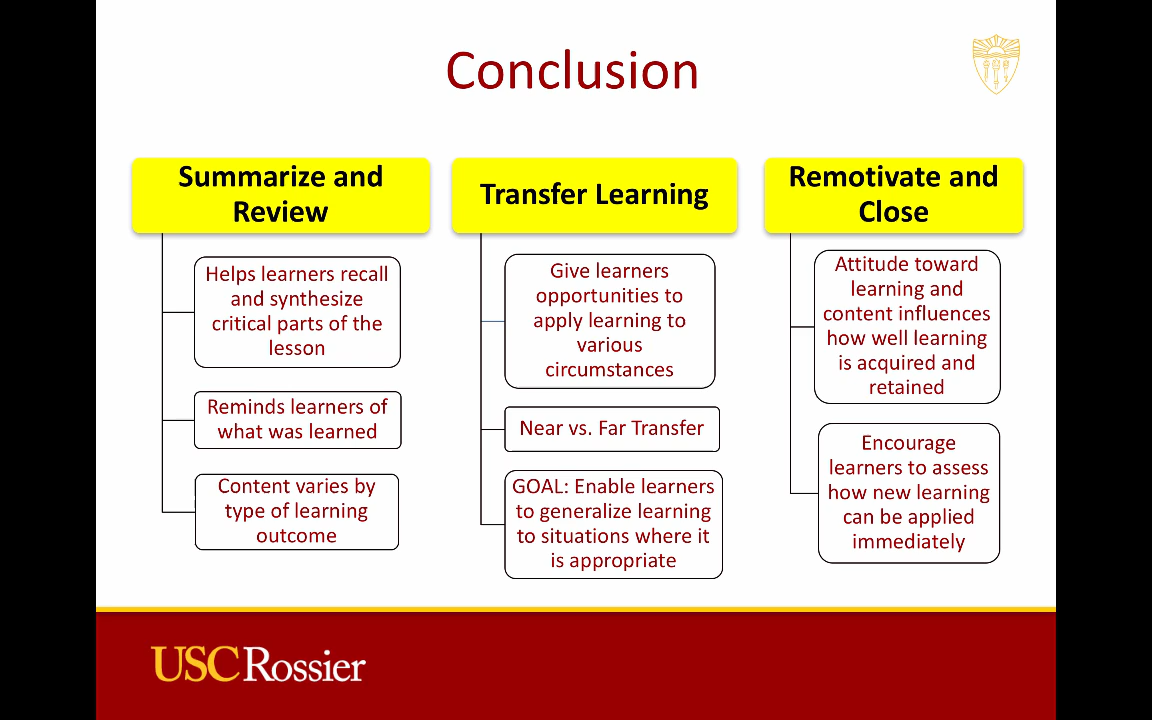 Conclusion
Summarize and
Review
Helps learners recall
and synthesize
critical parts of the
lesson
Reminds learners of
what was learned
Content varies by
type of learning
outcome
Transfer Learning
Give learners
opportunities to
apply learning to
various
circumstances
Near vs. Far Transfer
GOAL: Enable learners
to generalize learning
to situations where it
is appropriate
Remotivate and
Close
Attitude toward
learning and
content influences
how well learning
is acquired and
retained
Encourage
learners to assess
how new learning
can be applied
immediately
USC Rossier